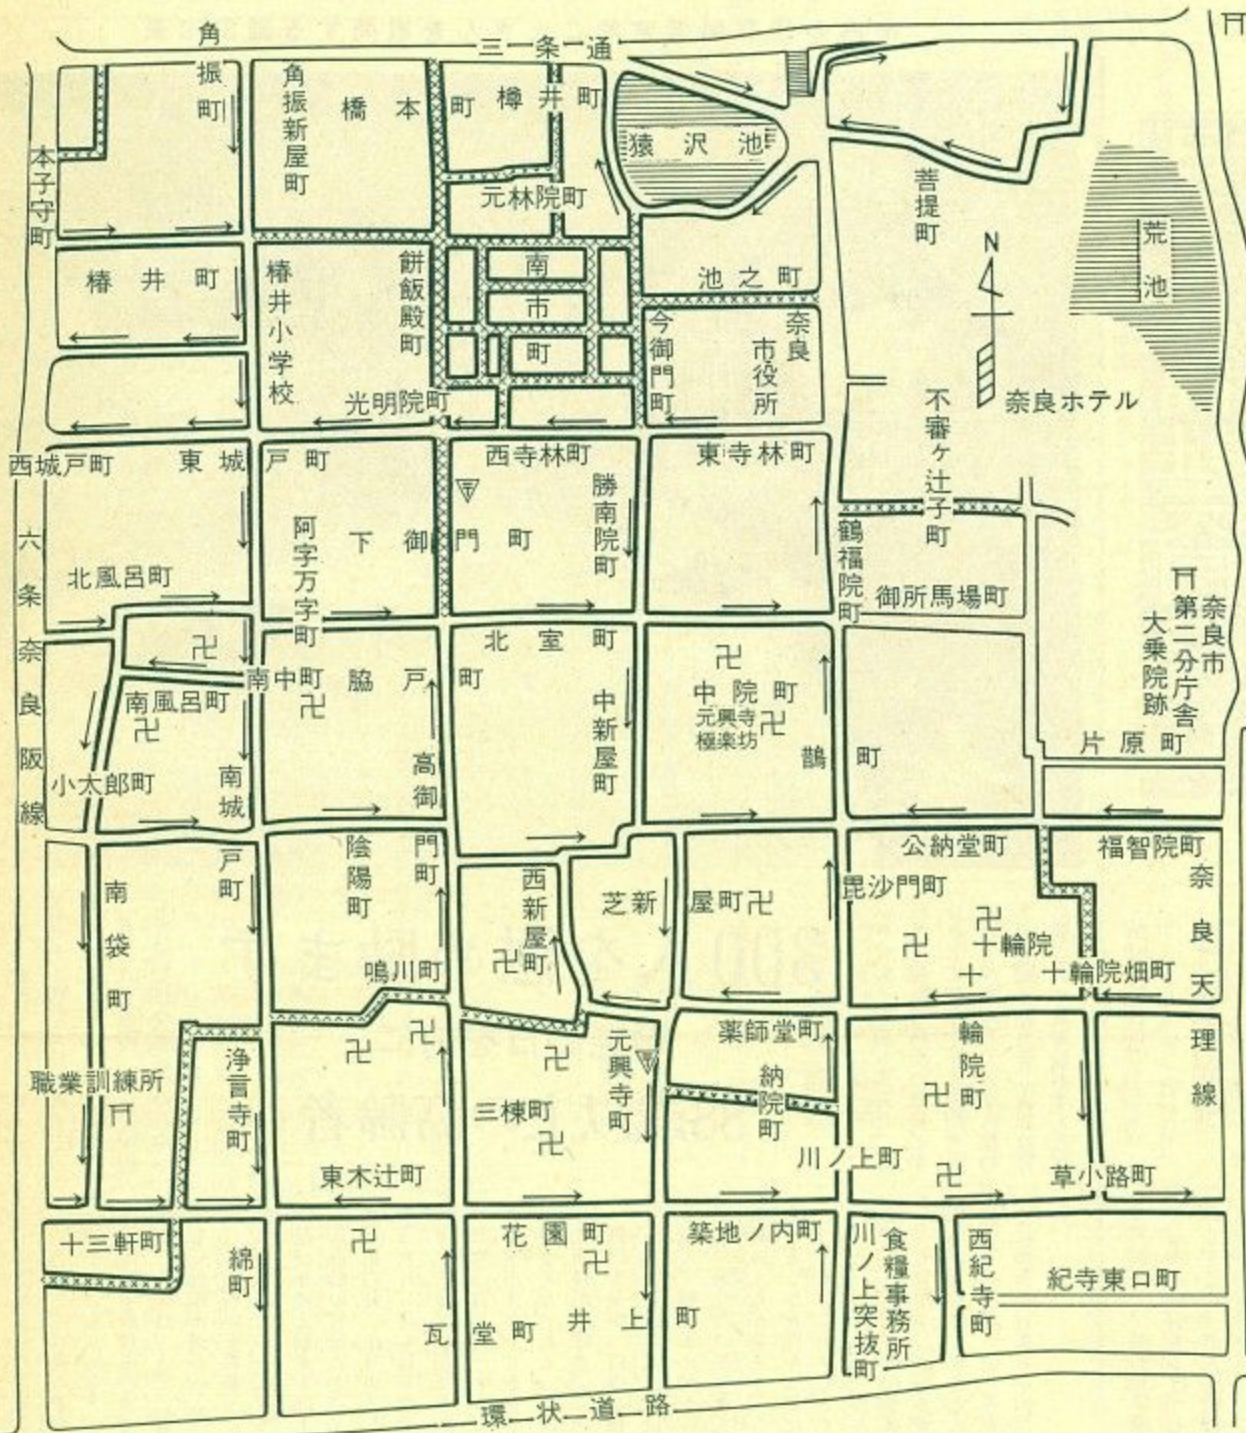 三条通
角振町
角振新屋町
橋本町
樽井町
猿沢池
本子守町
元林院町
菩提町
荒池
N
椿井町
椿井小学校
餅飯殿町
南市町
池之町
今御門町
奈良市役所
光明院町
不審ヶ辻子町
奈良ホテル
西城戸町
東城戸町
西寺林町
東寺林町
六条奈良阪線
阿字万字町
下御門町
勝南院町
鶴福院町
北風呂町
御所馬場町
奈良市
第二分庁舎
大乗院跡
南中町
脇戸町
北室町
南風呂町
中新屋町
中院町
元興寺
極楽坊
鵲町
片原町
小太郎町
南城戸町
高御門町
陰陽町
公納堂町
福智院町
南袋町
西新屋町
芝新屋町
毘沙門町
奈良天理線
十輪院
鳴川町
十輪院畑町
十輪院町
薬師堂町
職業訓練所
浄言寺町
元興寺町
納院町
三棟町
東木辻町
川ノ上町
草小路町
十三軒町
綿町
花園町
築地ノ内町
川ノ上突抜町
食糧事務所
西紀寺町
紀寺東口町
瓦堂町
井上町
環状道路